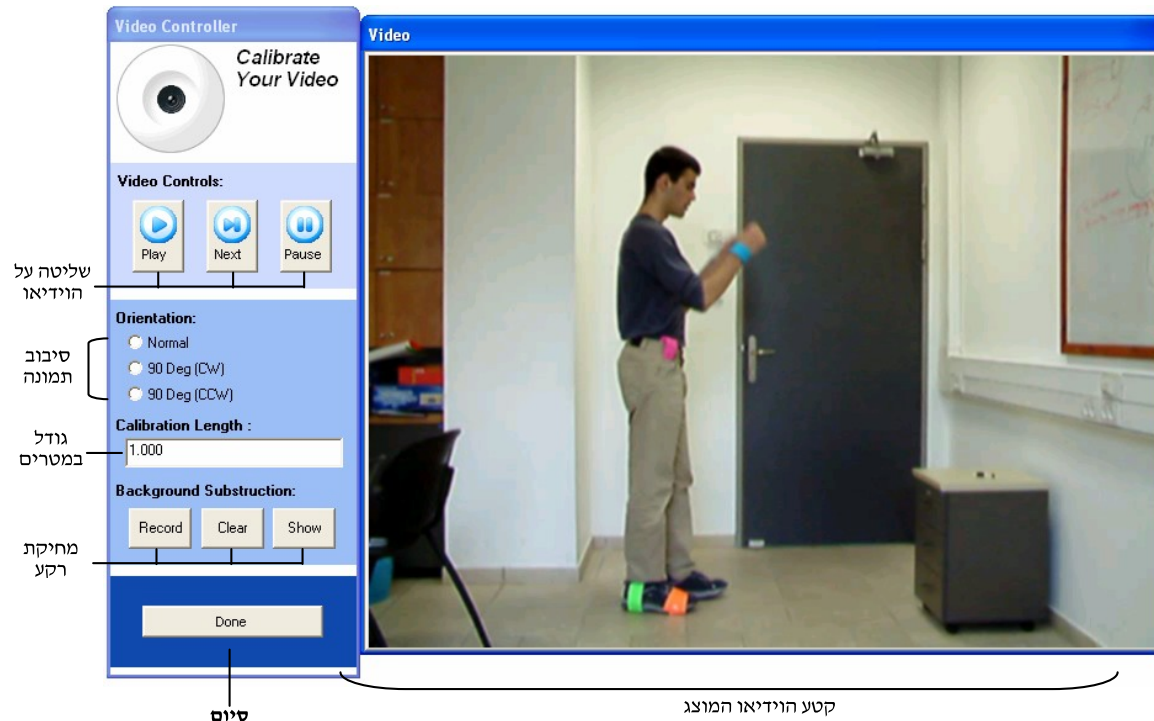 Video Controller
Calibrate
Your Video
Video Controls:
Play
Next
Pause
שליטה על
הוידיאו
Orientation:
Normal
90 Deg (CW)
90 Deg (CCW)
סיבוב
תמונה
Calibration Length :
1.000
גודל
במטרים
Background Substruction:
Record
Clear
Show
מחיקת
רקע
Done
סיום
Video
קטע הוידיאו המוצג